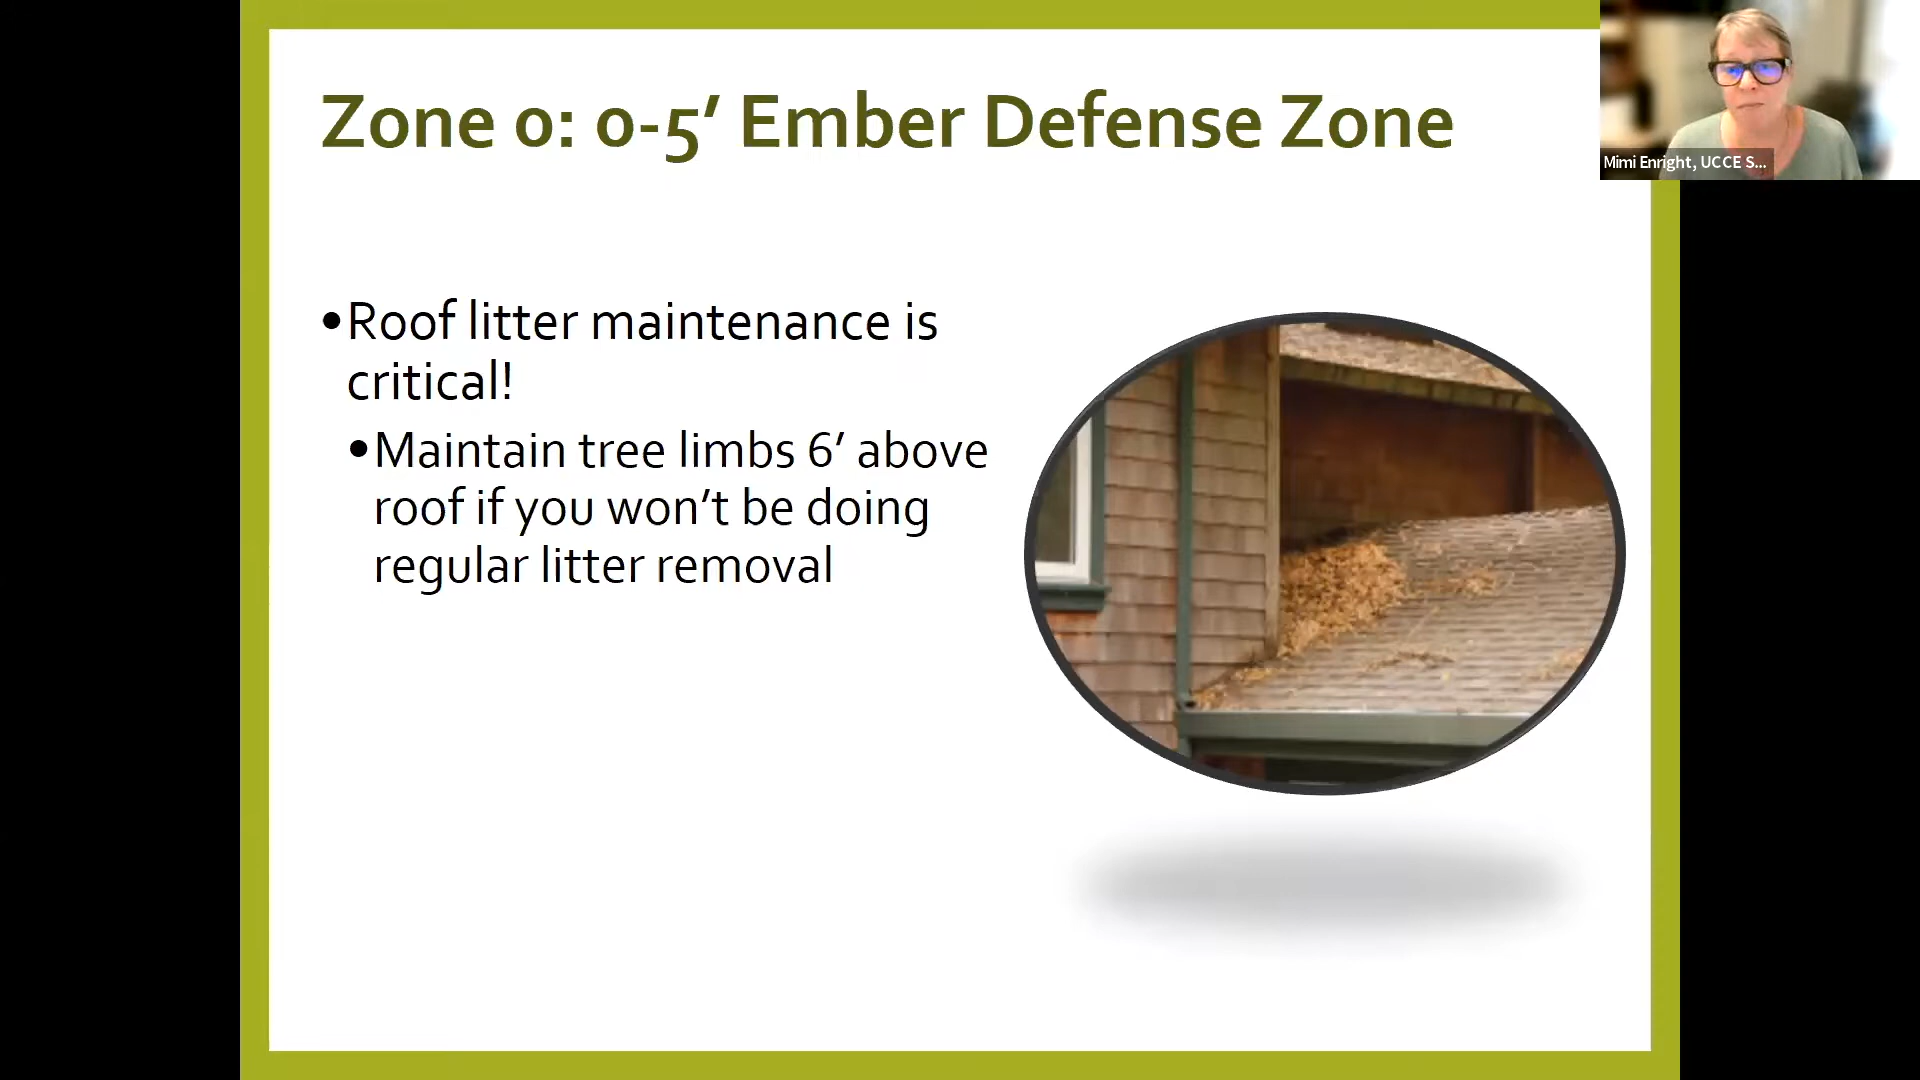 Zone 0: 0-5’ Ember Defense Zone
Mimi Enright, UCCE S...
•Roof litter maintenance is
critical!
•Maintain tree limbs 6’ above
roof if you won’t be doing
regular litter removal